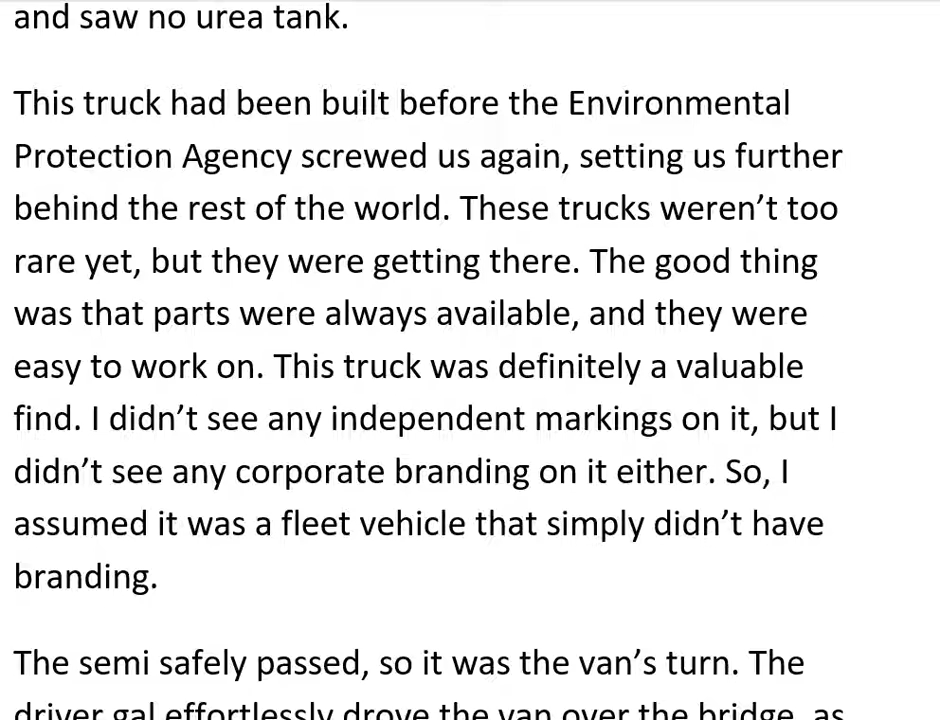 and saw no urea tank.
This truck had been built before the Environmental
Protection Agency screwed us again, setting us further
behind the rest of the world. These trucks weren’t too
rare yet, but they were getting there. The good thing
was that parts were always available, and they were
easy to work on. This truck was definitely a valuable
find. I didn’t see any independent markings on it, but I
didn’t see any corporate branding on it either. So, I
assumed it was a fleet vehicle that simply didn’t have
branding.
The semi safely passed, so it was the van’s turn. The
driver gal effortlessly drove the van over the bridge, as